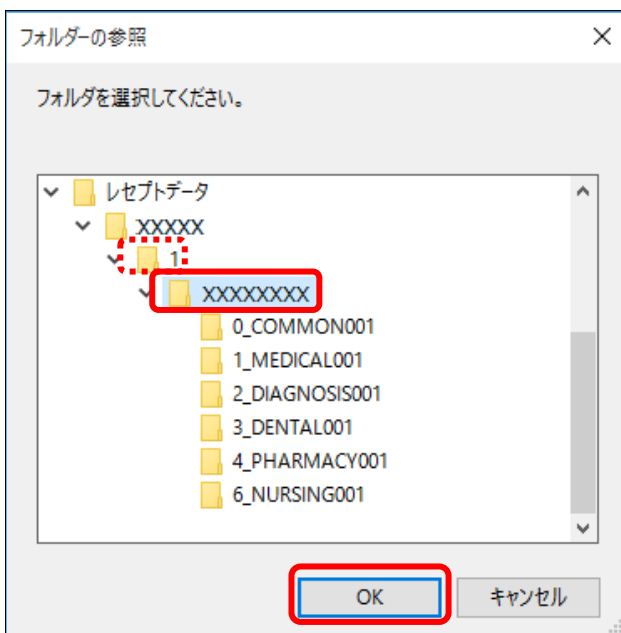 フォルダーの参照
フォルダを選択してください。
レセプトデータ
XXXXX
1
XXXXXXXX
0_COMMON001
1_MEDICAL001
2_DIAGNOSIS001
3_DENTAL001
4_PHARMACY001
6_NURSING001
OK キャンセル